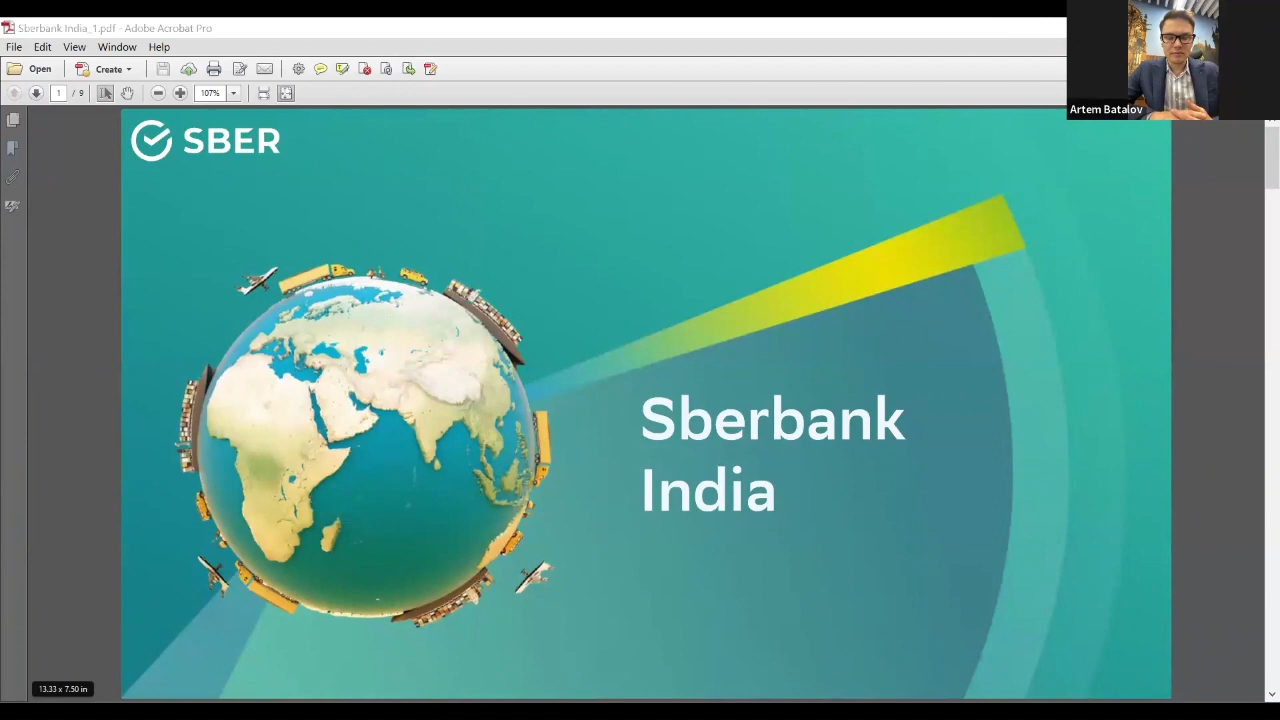 Sberbank India_1.pdf - Adobe Acrobat Pro
File Edit View Window Help
Open Create
1 / 9 107%
Artem Batalov
SBER
Sberbank
India
13.33 x 7.50 in